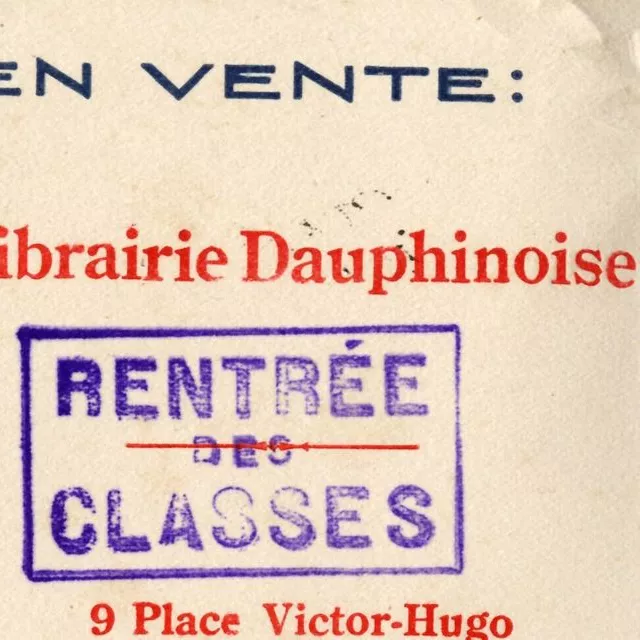 EN VENTE:
ibrairie Dauphinoise
RENTRÉE
DES
CLASSES
9 Place Victor-Hugo